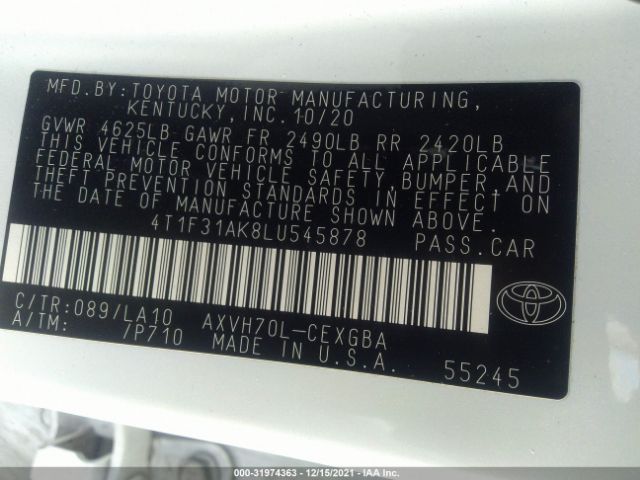 MFD.BY:TOYOTA MOTOR MANUFACTURING,
KENTUCKY,INC.10/20
GVWR 4625LB GAWR FR 2490LB RR 2420LB
THIS VEHICLE CONFORMS TO ALL APPLICABLE
FEDERAL MOTOR VEHICLE SAFETY,BUMPER,AND
THEFT PREVENTION STANDARDS IN EFFECT ON
THE DATE OF MANUFACTURE SHOWN ABOVE.
4T1F31AK8LU545878 PASS.CAR
C/TR:089/LA10 AXVH70L-CEXGBA
A/TM: /P710 MADE IN U.S.A.
55245
000-31974363 - 12/15/2021 - IAA